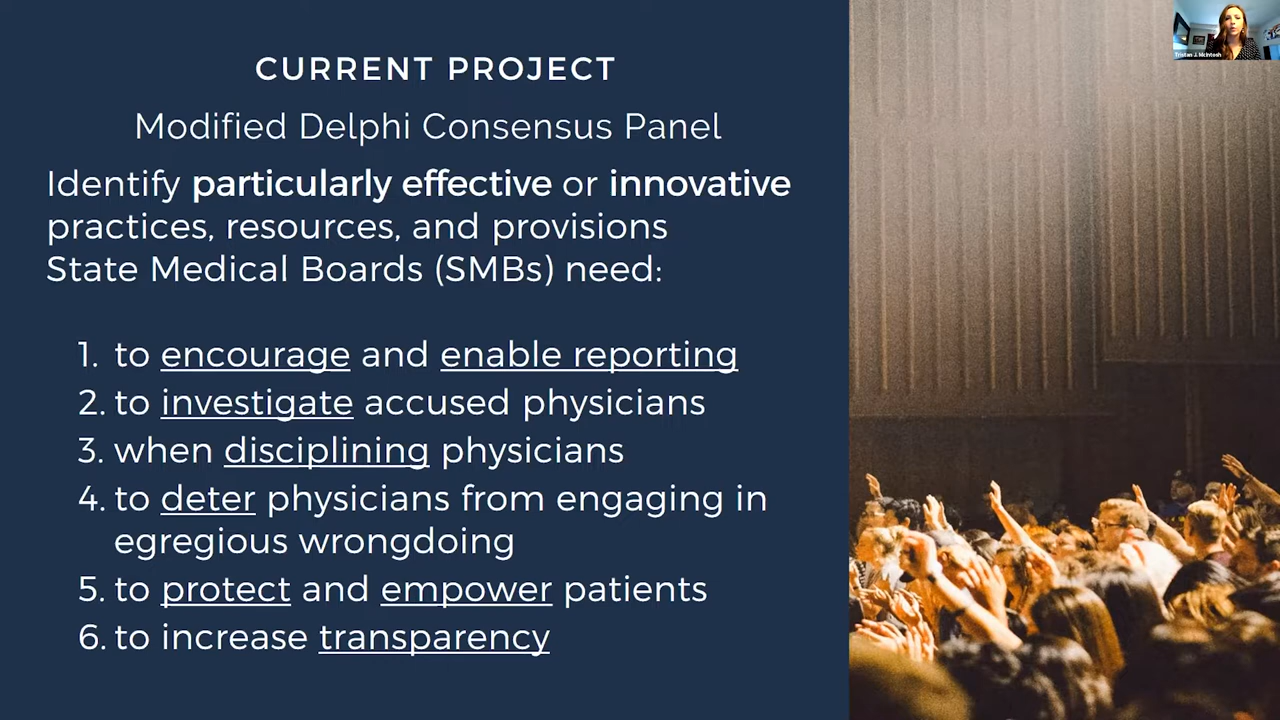 CURRENT PROJECT
Modified Delphi Consensus Panel
Identify particularly effective or innovative
practices, resources, and provisions
State Medical Boards (SMBs) need:
1. to encourage and enable reporting
2. to investigate accused physicians
3. when disciplining physicians
4. to deter physicians from engaging in
egregious wrongdoing
5. to protect and empower patients
6. to increase transparency
Tristan J. McIntosh